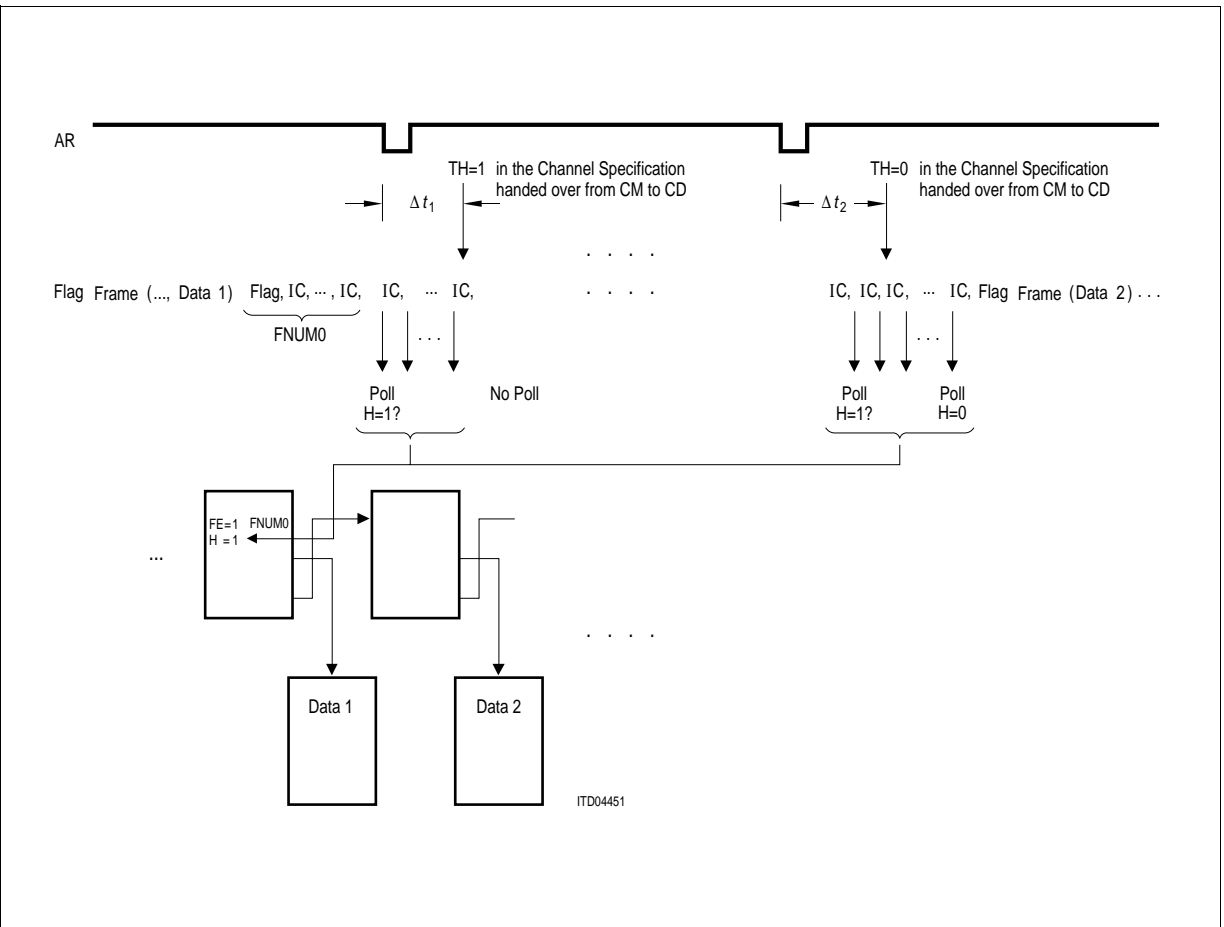 AR
TH=1 in the Channel Specification
handed over from CM to CD
TH=0 in the Channel Specification
handed over from CM to CD
Δt1
Δt2
. . . .
Flag Frame (..., Data 1) Flag, IC, ... , IC, IC, ... IC, . . . . IC, IC, IC, ... IC, Flag Frame (Data 2) . . .
FNUM0
. . .
. . .
Poll
H=1?
No Poll
Poll
H=1?
Poll
H=0
FE=1 FNUM0
H =1
...
. . . .
Data 1
Data 2
ITD04451